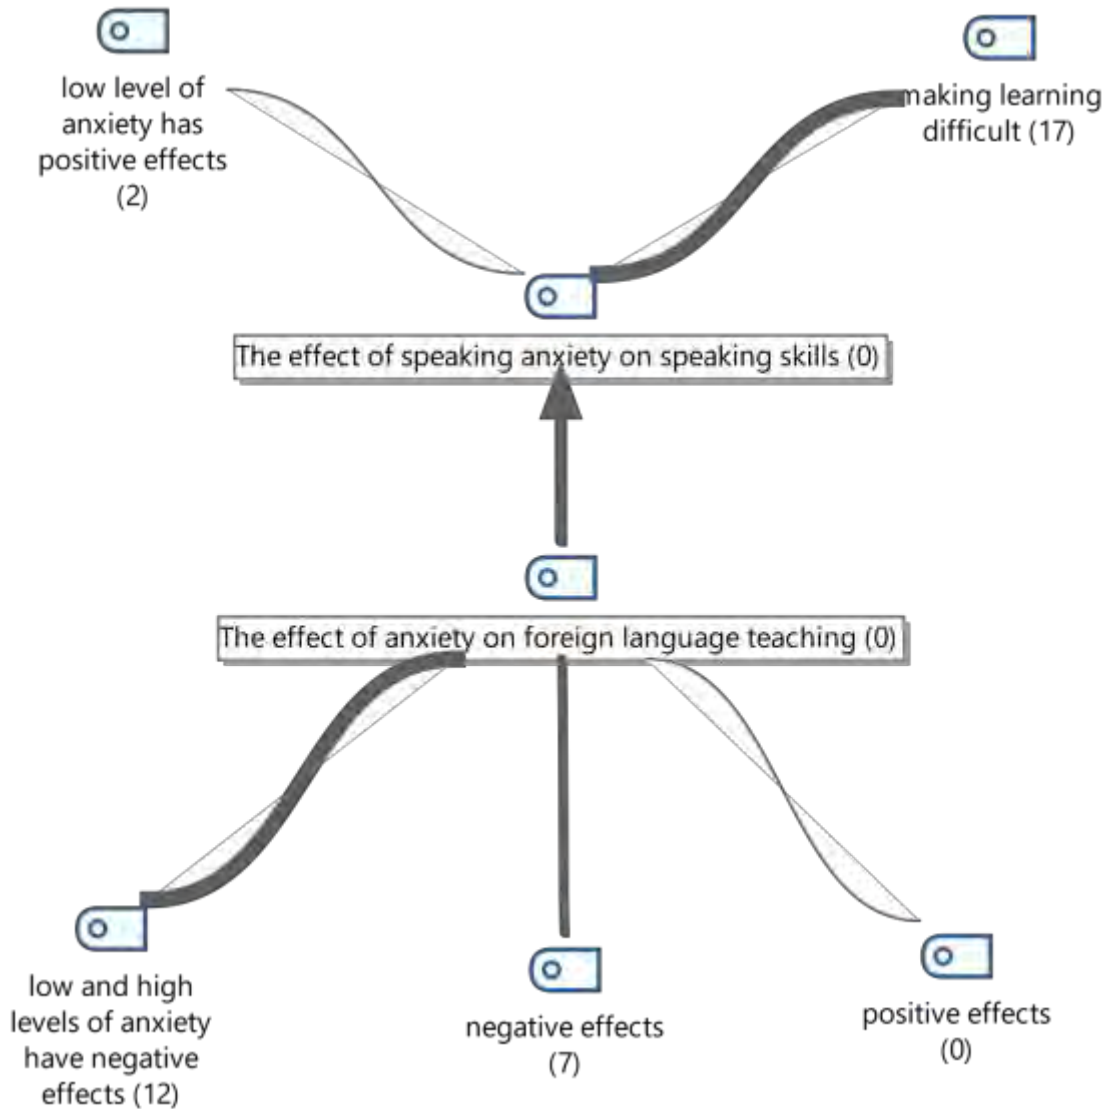 low level of
anxiety has
positive effects
(2)
making learning
difficult (17)
The effect of speaking anxiety on speaking skills (0)
The effect of anxiety on foreign language teaching (0)
low and high
levels of anxiety
have negative
effects (12)
negative effects
(7)
positive effects
(0)